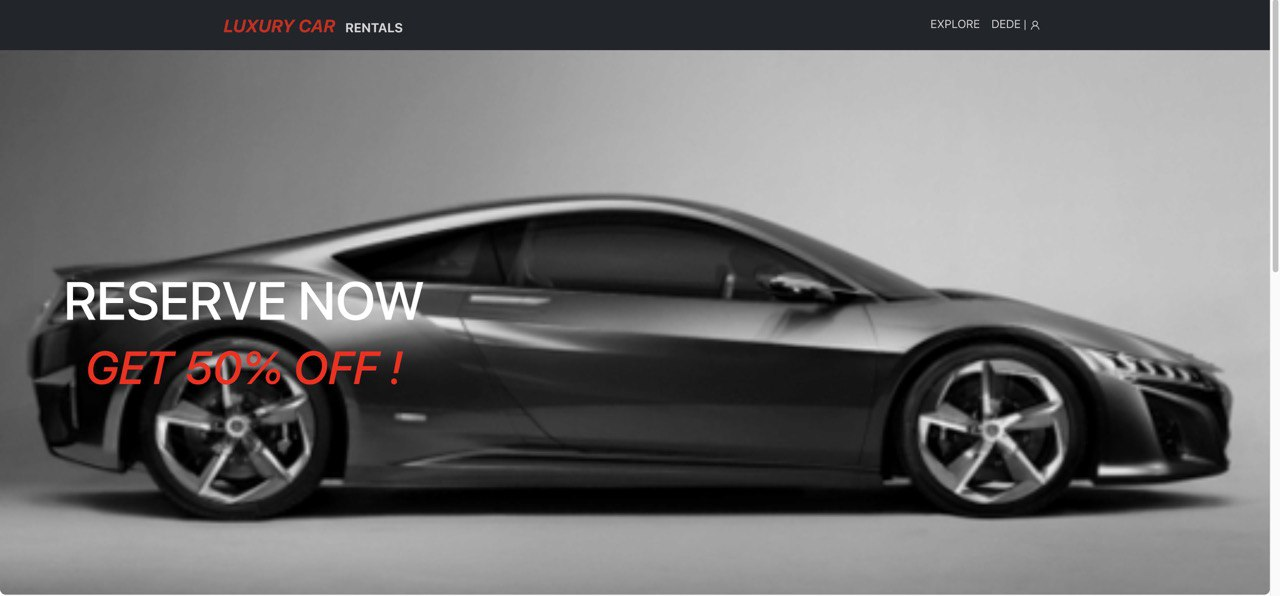 LUXURY CAR RENTALS
EXPLORE DEDE |
RESERVE NOW
GET 50% OFF !